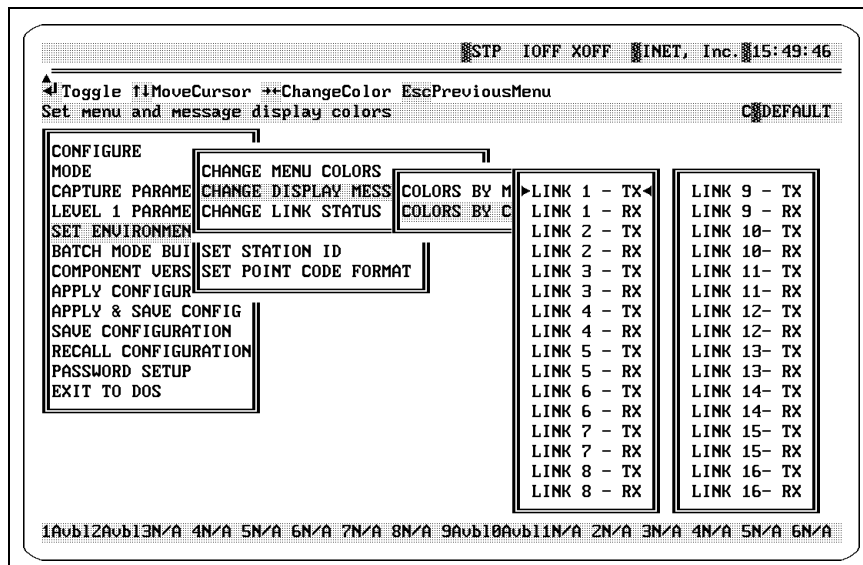 STP IOFF XOFF INET, Inc. 15:49:46
Toggle ↑↓MoveCursor →←ChangeColor EscPreviousMenu
Set menu and message display colors C DEFAULT
CONFIGURE
MODE
CAPTURE PARAME
LEVEL 1 PARAME
SET ENVIRONMEN
BATCH MODE BUI
COMPONENT VERS
APPLY CONFIGUR
APPLY & SAVE CONFIG
SAVE CONFIGURATION
RECALL CONFIGURATION
PASSWORD SETUP
EXIT TO DOS
CHANGE MENU COLORS
CHANGE DISPLAY MESS
CHANGE LINK STATUS
SET STATION ID
SET POINT CODE FORMAT
COLORS BY M
COLORS BY C
►LINK 1 - TX◄
LINK 1 - RX
LINK 2 - TX
LINK 2 - RX
LINK 3 - TX
LINK 3 - RX
LINK 4 - TX
LINK 4 - RX
LINK 5 - TX
LINK 5 - RX
LINK 6 - TX
LINK 6 - RX
LINK 7 - TX
LINK 7 - RX
LINK 8 - TX
LINK 8 - RX
LINK 9 - TX
LINK 9 - RX
LINK 10- TX
LINK 10- RX
LINK 11- TX
LINK 11- RX
LINK 12- TX
LINK 12- RX
LINK 13- TX
LINK 13- RX
LINK 14- TX
LINK 14- RX
LINK 15- TX
LINK 15- RX
LINK 16- TX
LINK 16- RX
1Avbl2Avbl3N/A 4N/A 5N/A 6N/A 7N/A 8N/A 9Avbl0Avbl1N/A 2N/A 3N/A 4N/A 5N/A 6N/A